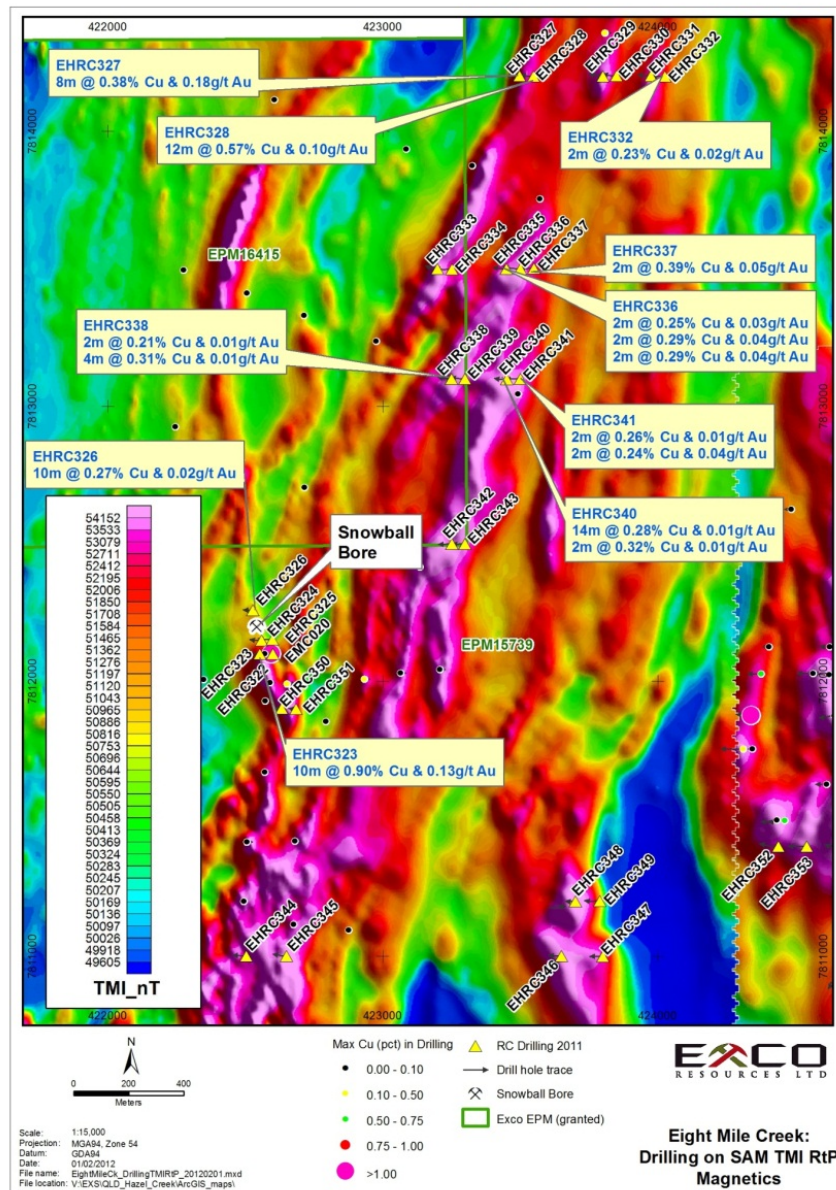 422000
423000
424000
7814000
7814000
7813000
7813000
7812000
7812000
7811000
7811000
EHRC327
8m @ 0.38% Cu & 0.18g/t Au
EHRC328
12m @ 0.57% Cu & 0.10g/t Au
EHRC332
2m @ 0.23% Cu & 0.02g/t Au
EHRC327
EHRC328
EHRC329
EHRC330
EHRC331
EHRC332
EPM16415
EHRC333
EHRC334
EHRC335
EHRC336
EHRC337
EHRC337
2m @ 0.39% Cu & 0.05g/t Au
EHRC336
2m @ 0.25% Cu & 0.03g/t Au
2m @ 0.29% Cu & 0.04g/t Au
2m @ 0.29% Cu & 0.04g/t Au
EHRC338
2m @ 0.21% Cu & 0.01g/t Au
4m @ 0.31% Cu & 0.01g/t Au
EHRC338
EHRC339
EHRC340
EHRC341
EHRC341
2m @ 0.26% Cu & 0.01g/t Au
2m @ 0.24% Cu & 0.04g/t Au
EHRC326
10m @ 0.27% Cu & 0.02g/t Au
EHRC340
14m @ 0.28% Cu & 0.01g/t Au
2m @ 0.32% Cu & 0.01g/t Au
Snowball
Bore
EHRC342
EHRC343
EHRC326
EHRC324
EHRC325
EMC020
EHRC323
EHRC350
EHRC351
EPM15739
EHRC323
10m @ 0.90% Cu & 0.13g/t Au
EHRC352
EHRC353
EHRC348
EHRC349
EHRC344
EHRC345
EHRC346
EHRC347
54152
53533
53079
52711
52412
52195
52006
51850
51708
51584
51465
51362
51276
51197
51120
51043
50965
50886
50816
50753
50696
50644
50595
50550
50505
50458
50413
50369
50324
50283
50245
50207
50169
50136
50097
50026
49918
49605
TMI_nT
422000
423000
424000
N
0
200
400
Meters
Max Cu (pct) in Drilling
0.00 - 0.10
0.10 - 0.50
0.50 - 0.75
0.75 - 1.00
>1.00
RC Drilling 2011
Drill hole trace
Snowball Bore
Exco EPM (granted)
EXCO
RESOURCES LTD
Scale: 1:15,000
Projection: MGA94, Zone 54
Datum: GDA94
Date: 01/02/2012
File name: EightMileCk_DrillingTMIRtP_20120201.mxd
File location: V:\EXS\QLD_Hazel_Creek\ArcGIS_maps\
Eight Mile Creek:
Drilling on SAM TMI RtP
Magnetics